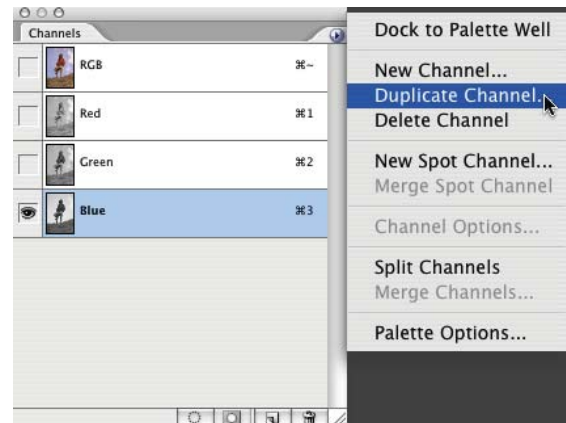 Channels
RGB ⌘~
Red ⌘1
Green ⌘2
Blue ⌘3
Dock to Palette Well
New Channel...
Duplicate Channel...
Delete Channel
New Spot Channel...
Merge Spot Channel
Channel Options...
Split Channels
Merge Channels...
Palette Options...